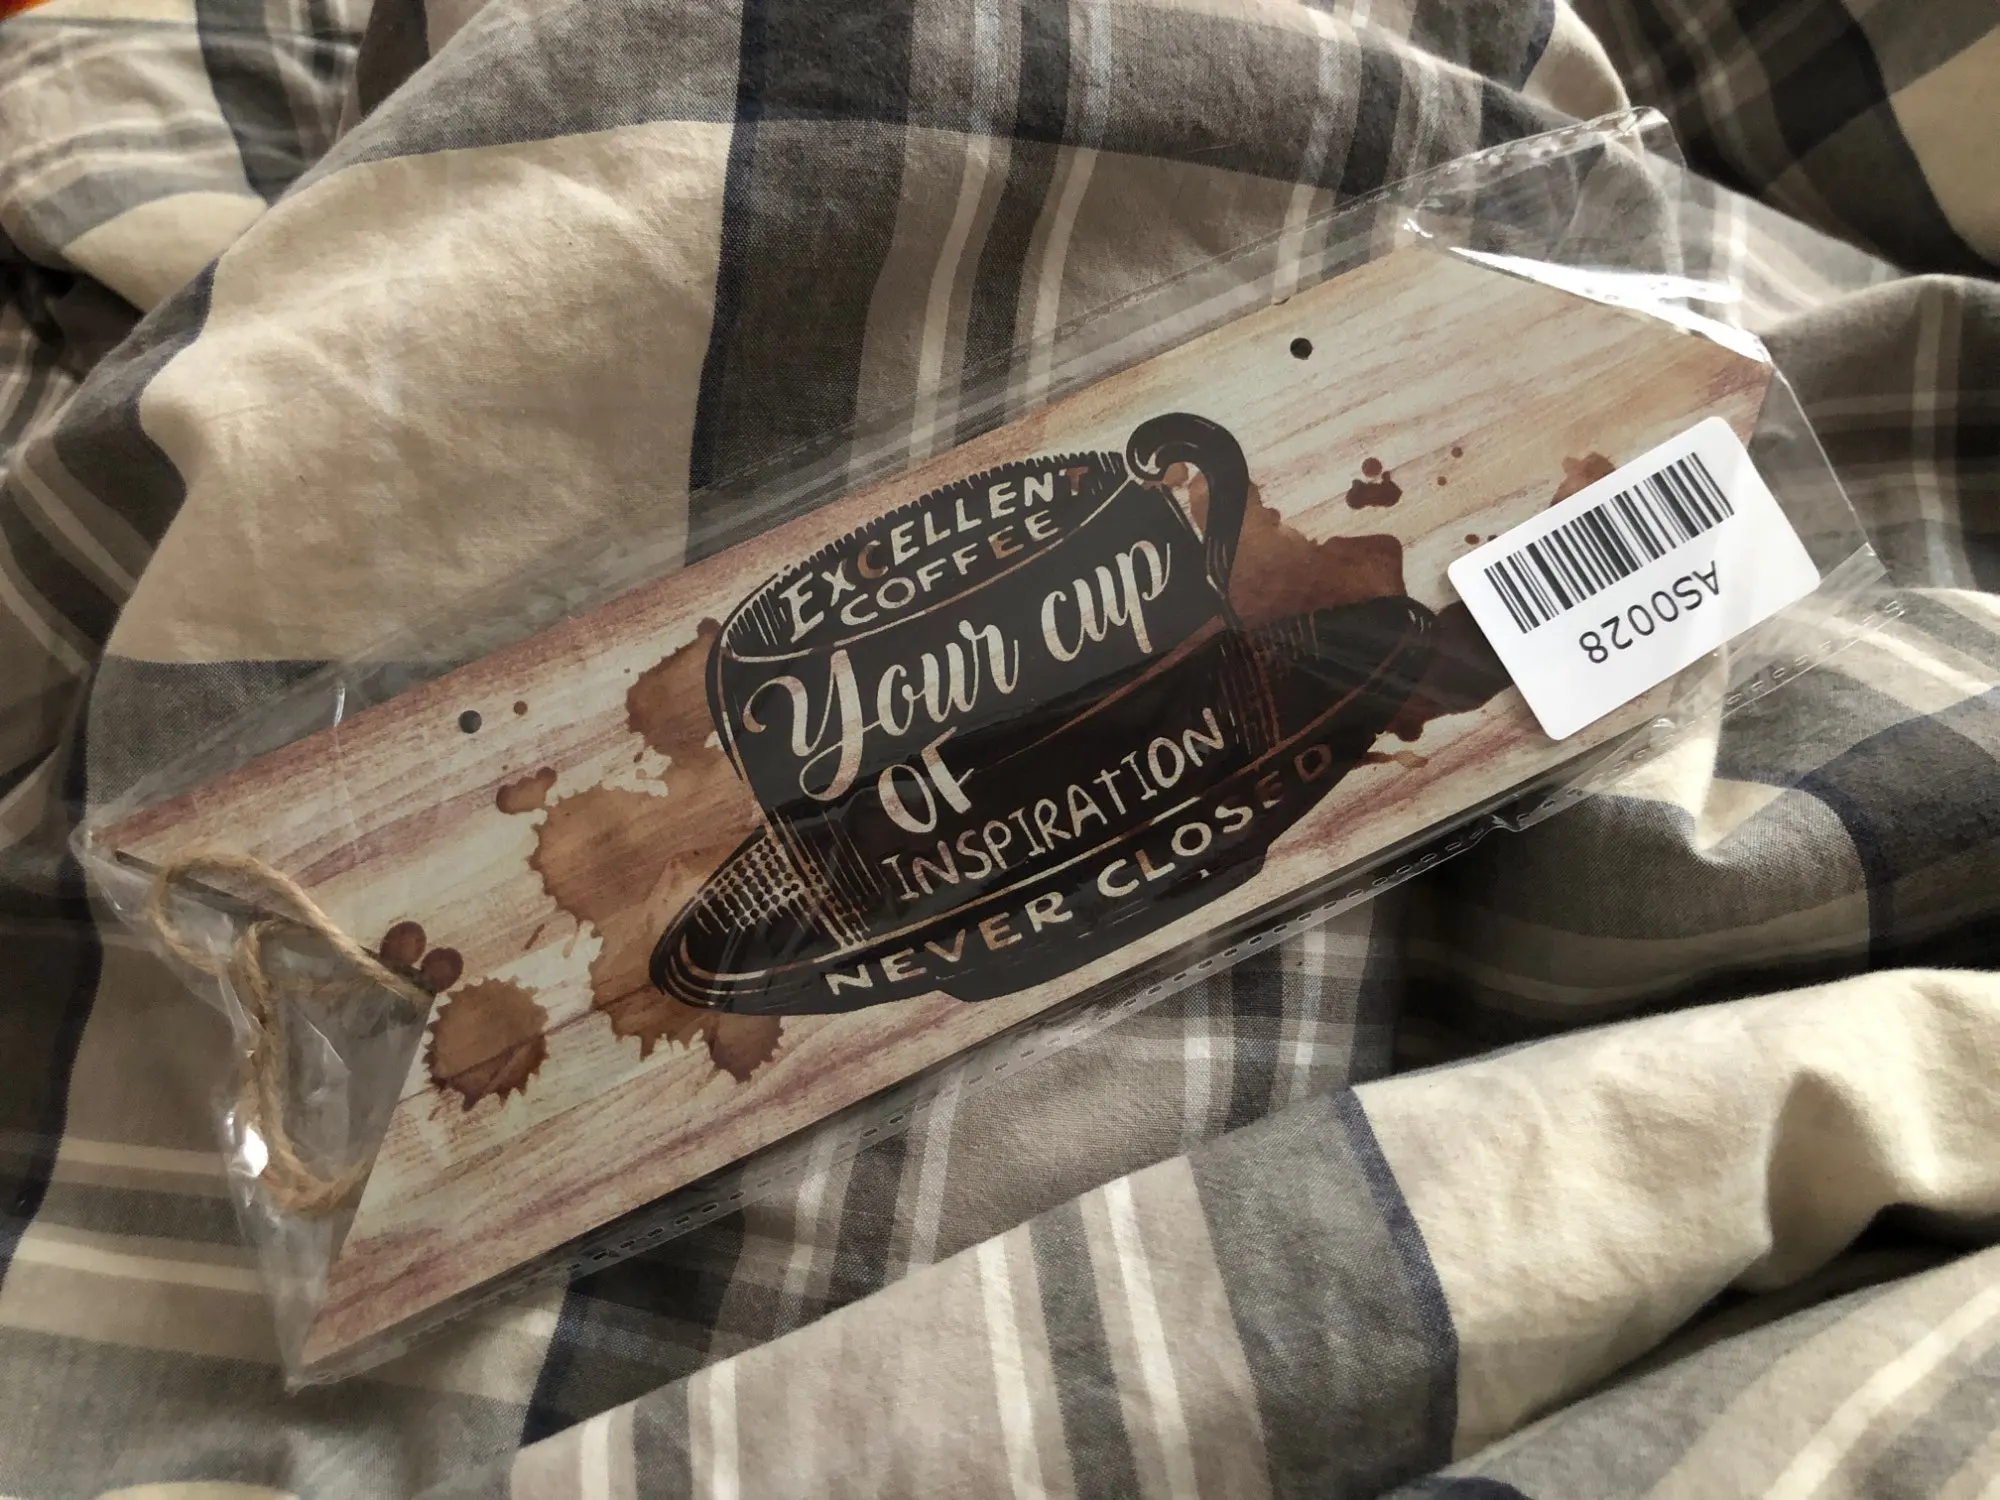 EXCELLENT
COFFEE
Your cup
OF
INSPIRATION
NEVER CLOSED
AS0028